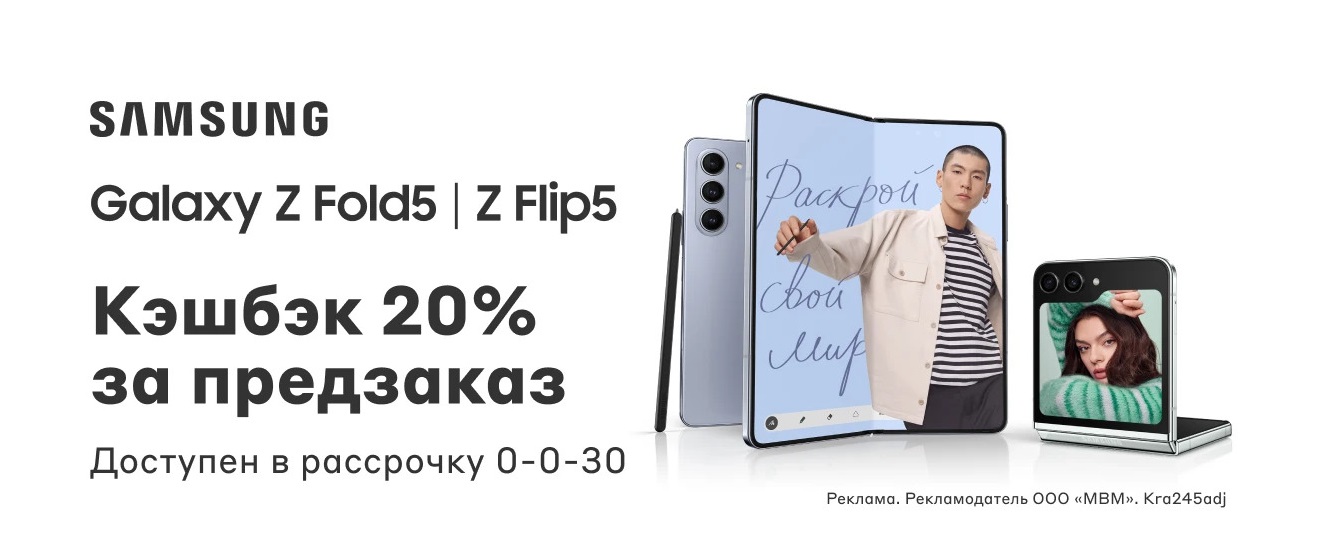 SAMSUNG
Galaxy Z Fold5 | Z Flip5
Кэшбэк 20%
за предзаказ
Доступен в рассрочку 0-0-30
Раскрой
свой
мир
Реклама. Рекламодатель ООО «МВМ». Kra245adj